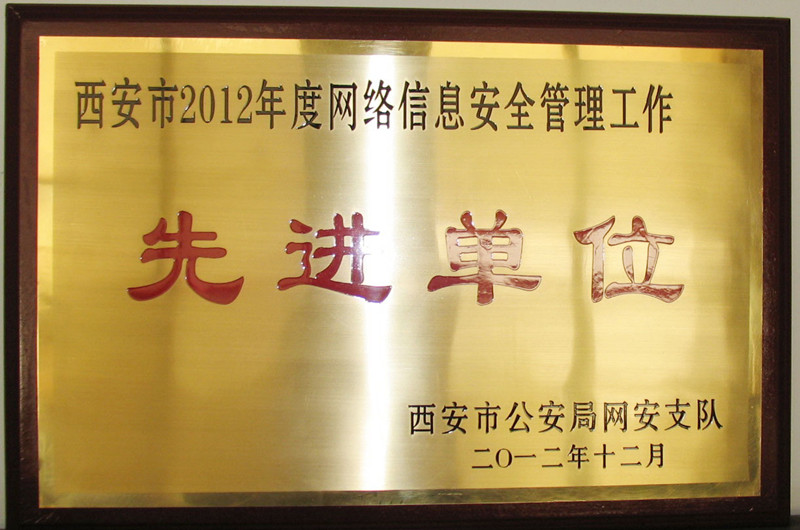 西安市2012年度网络信息安全管理工作
先进单位
西安市公安局网安支队
二〇一二年十二月